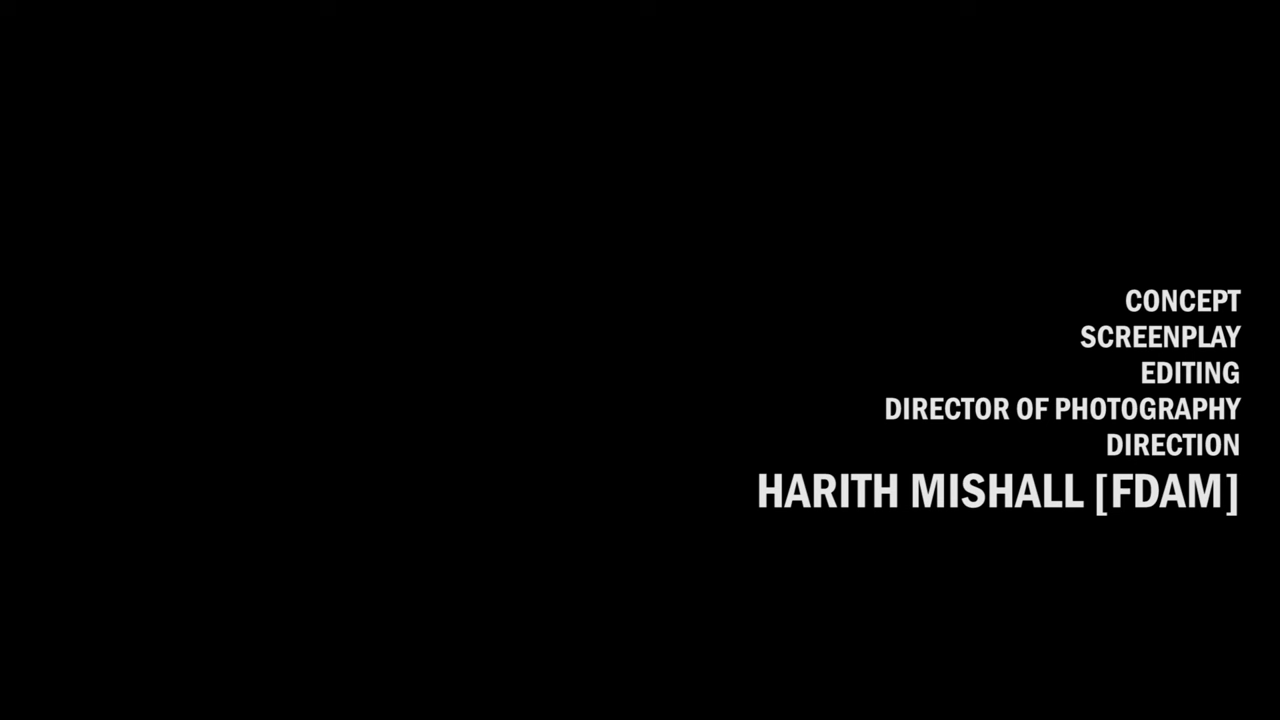 CONCEPT
SCREENPLAY
EDITING
DIRECTOR OF PHOTOGRAPHY
DIRECTION
HARITH MISHALL [FDAM]